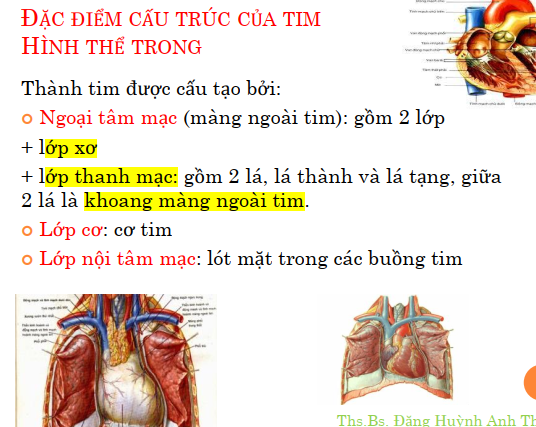 ĐẶC ĐIỂM CẤU TRÚC CỦA TIM
HÌNH THỂ TRONG
Thành tim được cấu tạo bởi:
Ngoại tâm mạc (màng ngoài tim): gồm 2 lớp
+ lớp xơ
+ lớp thanh mạc: gồm 2 lá, lá thành và lá tạng, giữa
2 lá là khoang màng ngoài tim.
Lớp cơ: cơ tim
Lớp nội tâm mạc: lót mặt trong các buồng tim
Ths.Bs. Đặng Huỳnh Anh Th